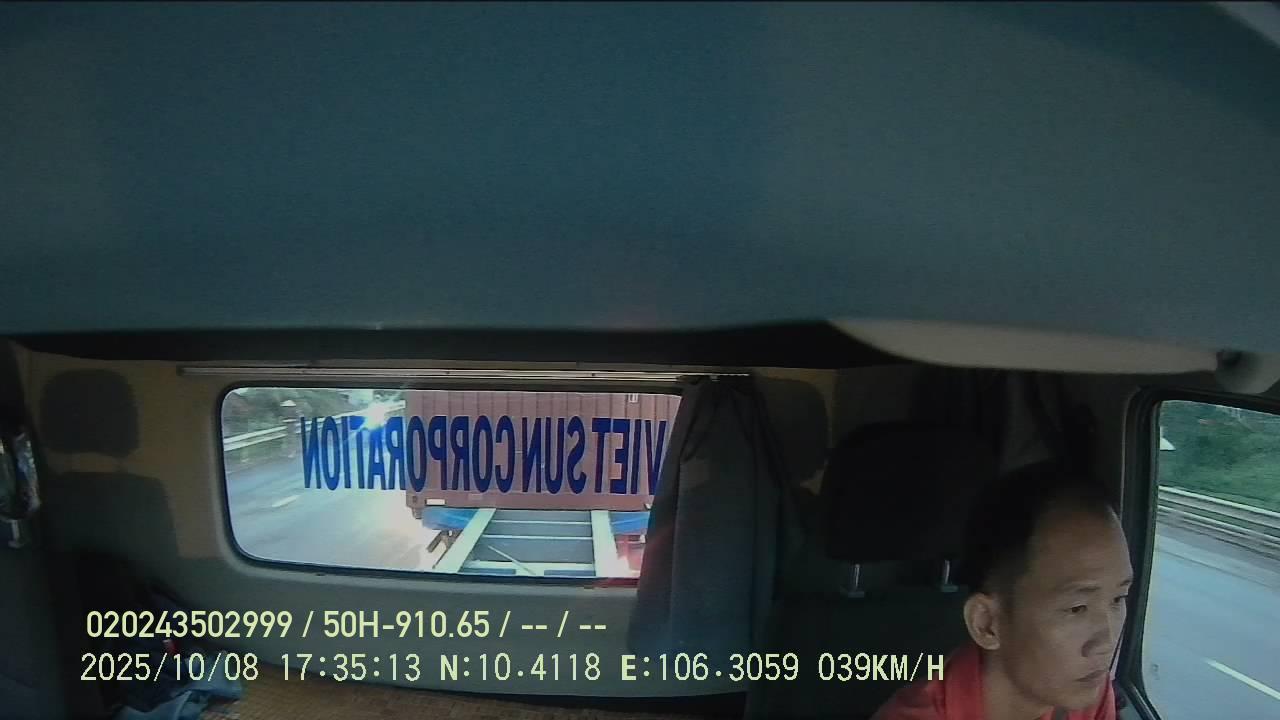 VIET SUN CORPORATION
020243502999 / 50H-910.65 / -- / --
2025/10/08 17:35:13 N:10.4118 E:106.3059 039KM/H